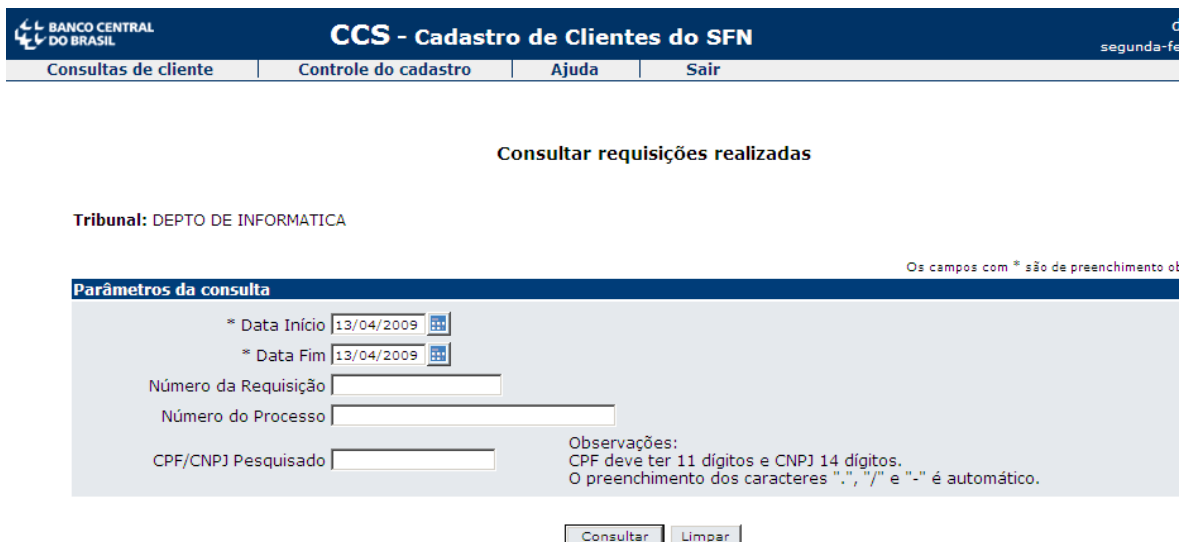 BANCO CENTRAL
DO BRASIL
CCS - Cadastro de Clientes do SFN
Consultas de cliente Controle do cadastro Ajuda Sair
Consultar requisições realizadas
Tribunal: DEPTO DE INFORMATICA
Os campos com * são de preenchimento
Parâmetros da consulta
* Data Início 13/04/2009
* Data Fim 13/04/2009
Número da Requisição
Número do Processo
CPF/CNPJ Pesquisado
Observações:
CPF deve ter 11 dígitos e CNPJ 14 dígitos.
O preenchimento dos caracteres ".", "/" e "-" é automático.
Consultar Limpar